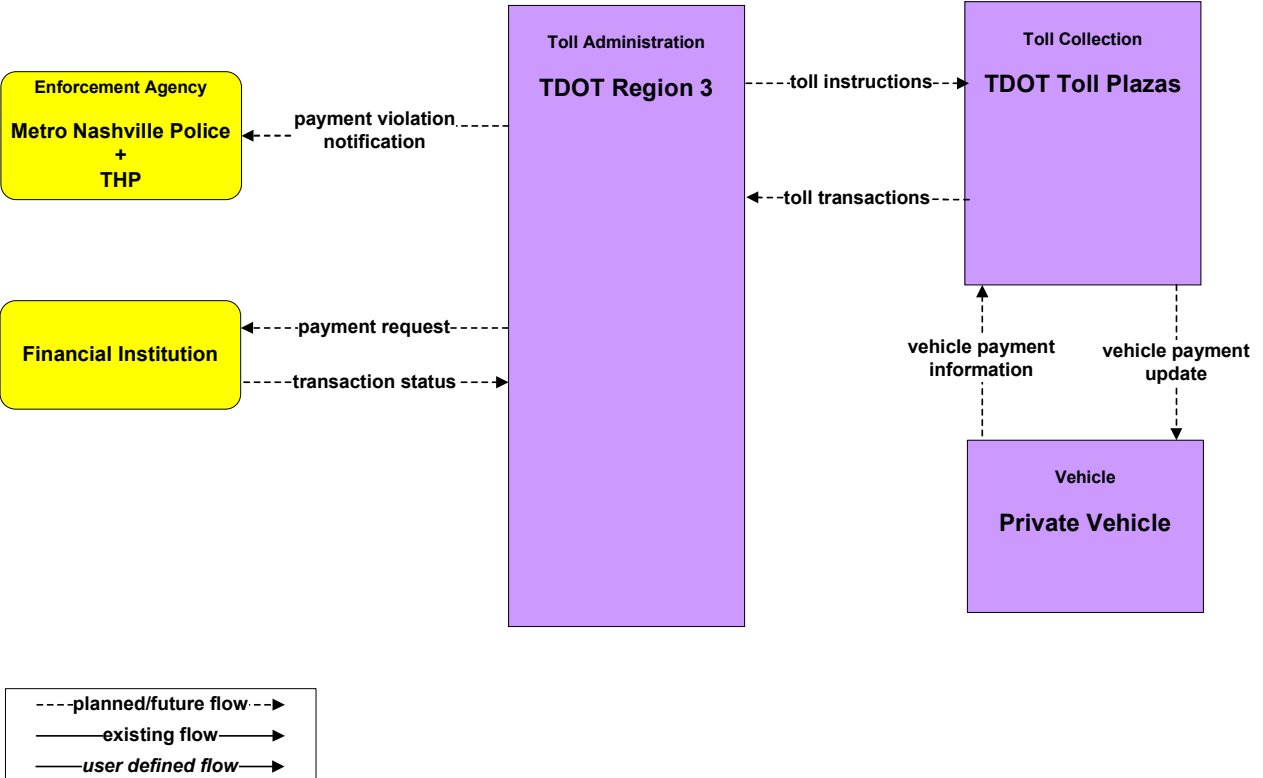 Toll Administration
TDOT Region 3
Toll Collection
TDOT Toll Plazas
Enforcement Agency
Metro Nashville Police
+
THP
payment violation
notification
toll instructions
toll transactions
Financial Institution
payment request
transaction status
vehicle payment
information
vehicle payment
update
Vehicle
Private Vehicle
planned/future flow
existing flow
user defined flow